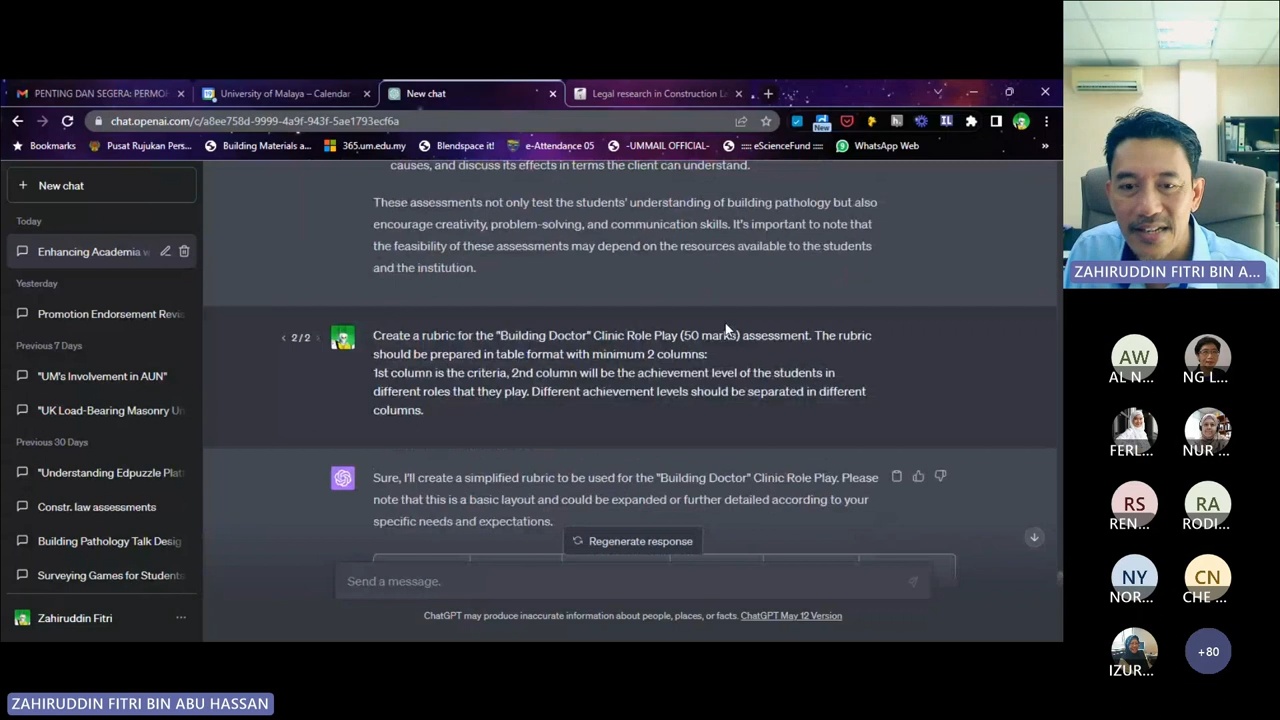 PENTING DAN SEGERA: PERMO
University of Malaya – Calendar
New chat
Legal research in Construction La
chat.openai.com/c/a8ee758d-9999-4a9f-943f-5ae1793ecf6a
New
Bookmarks
Pusat Rujukan Pers...
Building Materials a...
365.um.edu.my
Blendspace it!
e-Attendance 05
-UMMAIL OFFICIAL-
::::: eScienceFund ::::
WhatsApp Web
New chat
Today
Enhancing Academia w
Yesterday
Promotion Endorsement Revie
Previous 7 Days
"UM's Involvement in AUN"
"UK Load-Bearing Masonry Un
Previous 30 Days
"Understanding Edpuzzle Plat
Constr. law assessments
Building Pathology Talk Desig
Surveying Games for Students
Zahiruddin Fitri
causes, and discuss its effects in terms the client can understand.
These assessments not only test the students' understanding of building pathology but also
encourage creativity, problem-solving, and communication skills. It's important to note that
the feasibility of these assessments may depend on the resources available to the students
and the institution.
2/2
Create a rubric for the "Building Doctor" Clinic Role Play (50 marks) assessment. The rubric
should be prepared in table format with minimum 2 columns:
1st column is the criteria, 2nd column will be the achievement level of the students in
different roles that they play. Different achievement levels should be separated in different
columns.
Sure, I'll create a simplified rubric to be used for the "Building Doctor" Clinic Role Play. Please
note that this is a basic layout and could be expanded or further detailed according to your
specific needs and expectations.
Regenerate response
Send a message.
ChatGPT may produce inaccurate information about people, places, or facts. ChatGPT May 12 Version
ZAHIRUDDIN FITRI BIN A...
AW
AL N...
NG L...
FERL...
NUR ...
RS
REN...
RA
RODI...
NY
NOR...
CN
CHE ...
IZUR...
+80
ZAHIRUDDIN FITRI BIN ABU HASSAN